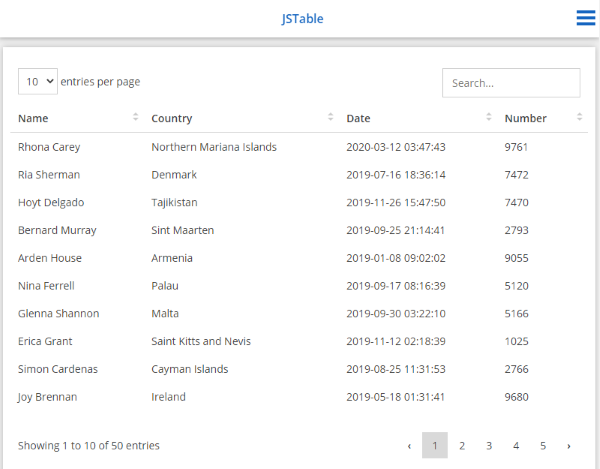 JSTable
10 entries per page Search...
Name Country Date Number
Rhona Carey Northern Mariana Islands 2020-03-12 03:47:43 9761
Ria Sherman Denmark 2019-07-16 18:36:14 7472
Hoyt Delgado Tajikistan 2019-11-26 15:47:50 7470
Bernard Murray Sint Maarten 2019-09-25 21:14:41 2793
Arden House Armenia 2019-01-08 09:02:02 9055
Nina Ferrell Palau 2019-09-17 08:16:39 5120
Glenna Shannon Malta 2019-09-30 03:22:10 5166
Erica Grant Saint Kitts and Nevis 2019-11-12 02:18:39 1025
Simon Cardenas Cayman Islands 2019-08-25 11:31:53 2766
Joy Brennan Ireland 2019-05-18 01:31:41 9680
Showing 1 to 10 of 50 entries ‹ 1 2 3 4 5 ›